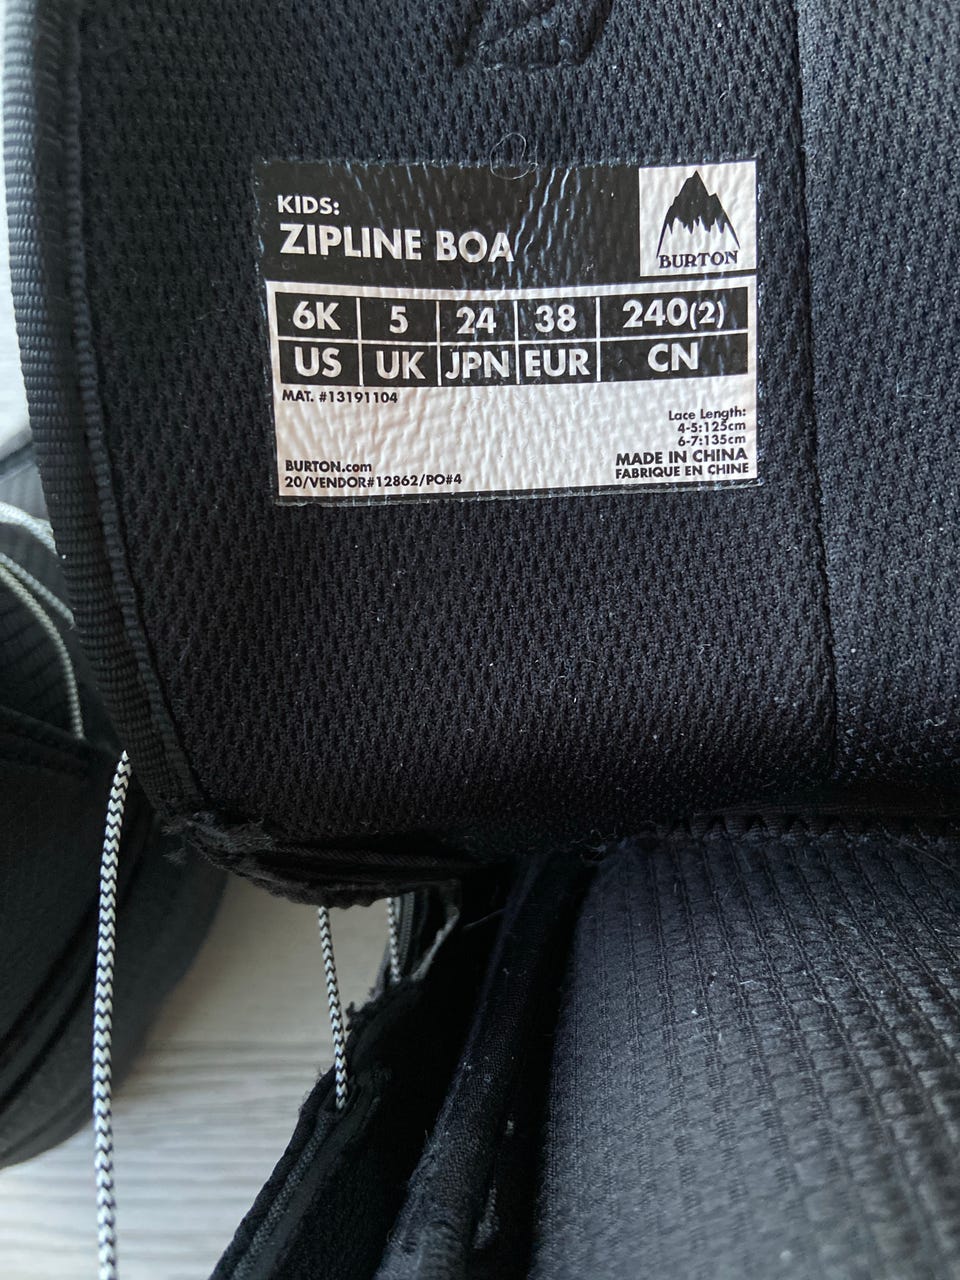 KIDS:
ZIPLINE BOA
BURTON
6K 5 24 38 240(2)
US UK JPN EUR CN
MAT. #13191104
Lace Length:
4-5:125cm
6-7:135cm
MADE IN CHINA
FABRIQUE EN CHINE
BURTON.com
20/VENDOR#12862/PO#4